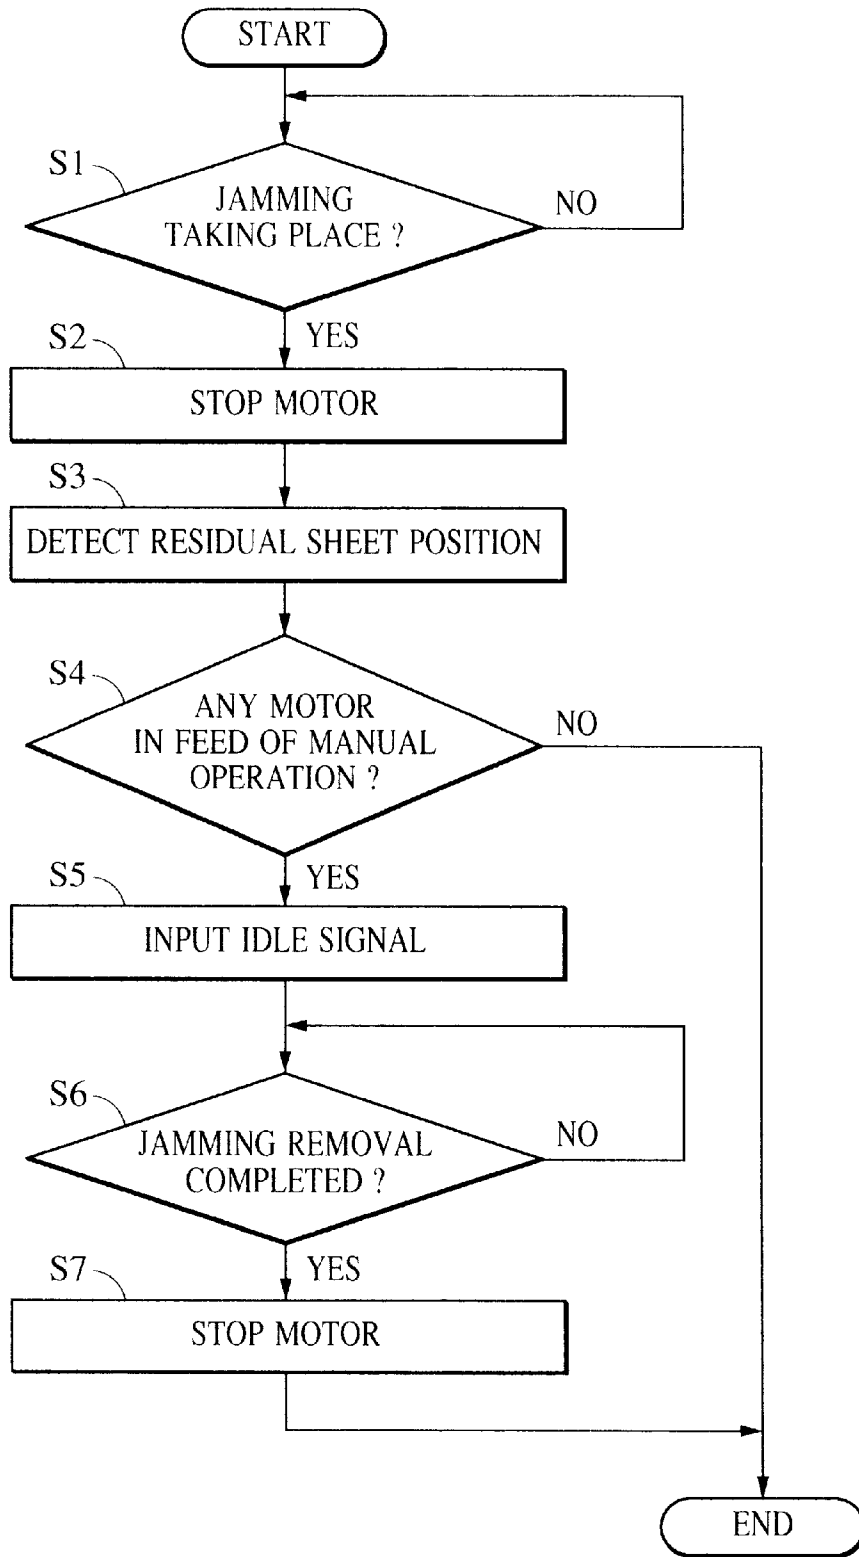 START
S1
JAMMING
TAKING PLACE ?
NO
YES
S2
STOP MOTOR
S3
DETECT RESIDUAL SHEET POSITION
S4
ANY MOTOR
IN FEED OF MANUAL
OPERATION ?
NO
YES
S5
INPUT IDLE SIGNAL
S6
JAMMING REMOVAL
COMPLETED ?
NO
YES
S7
STOP MOTOR
END